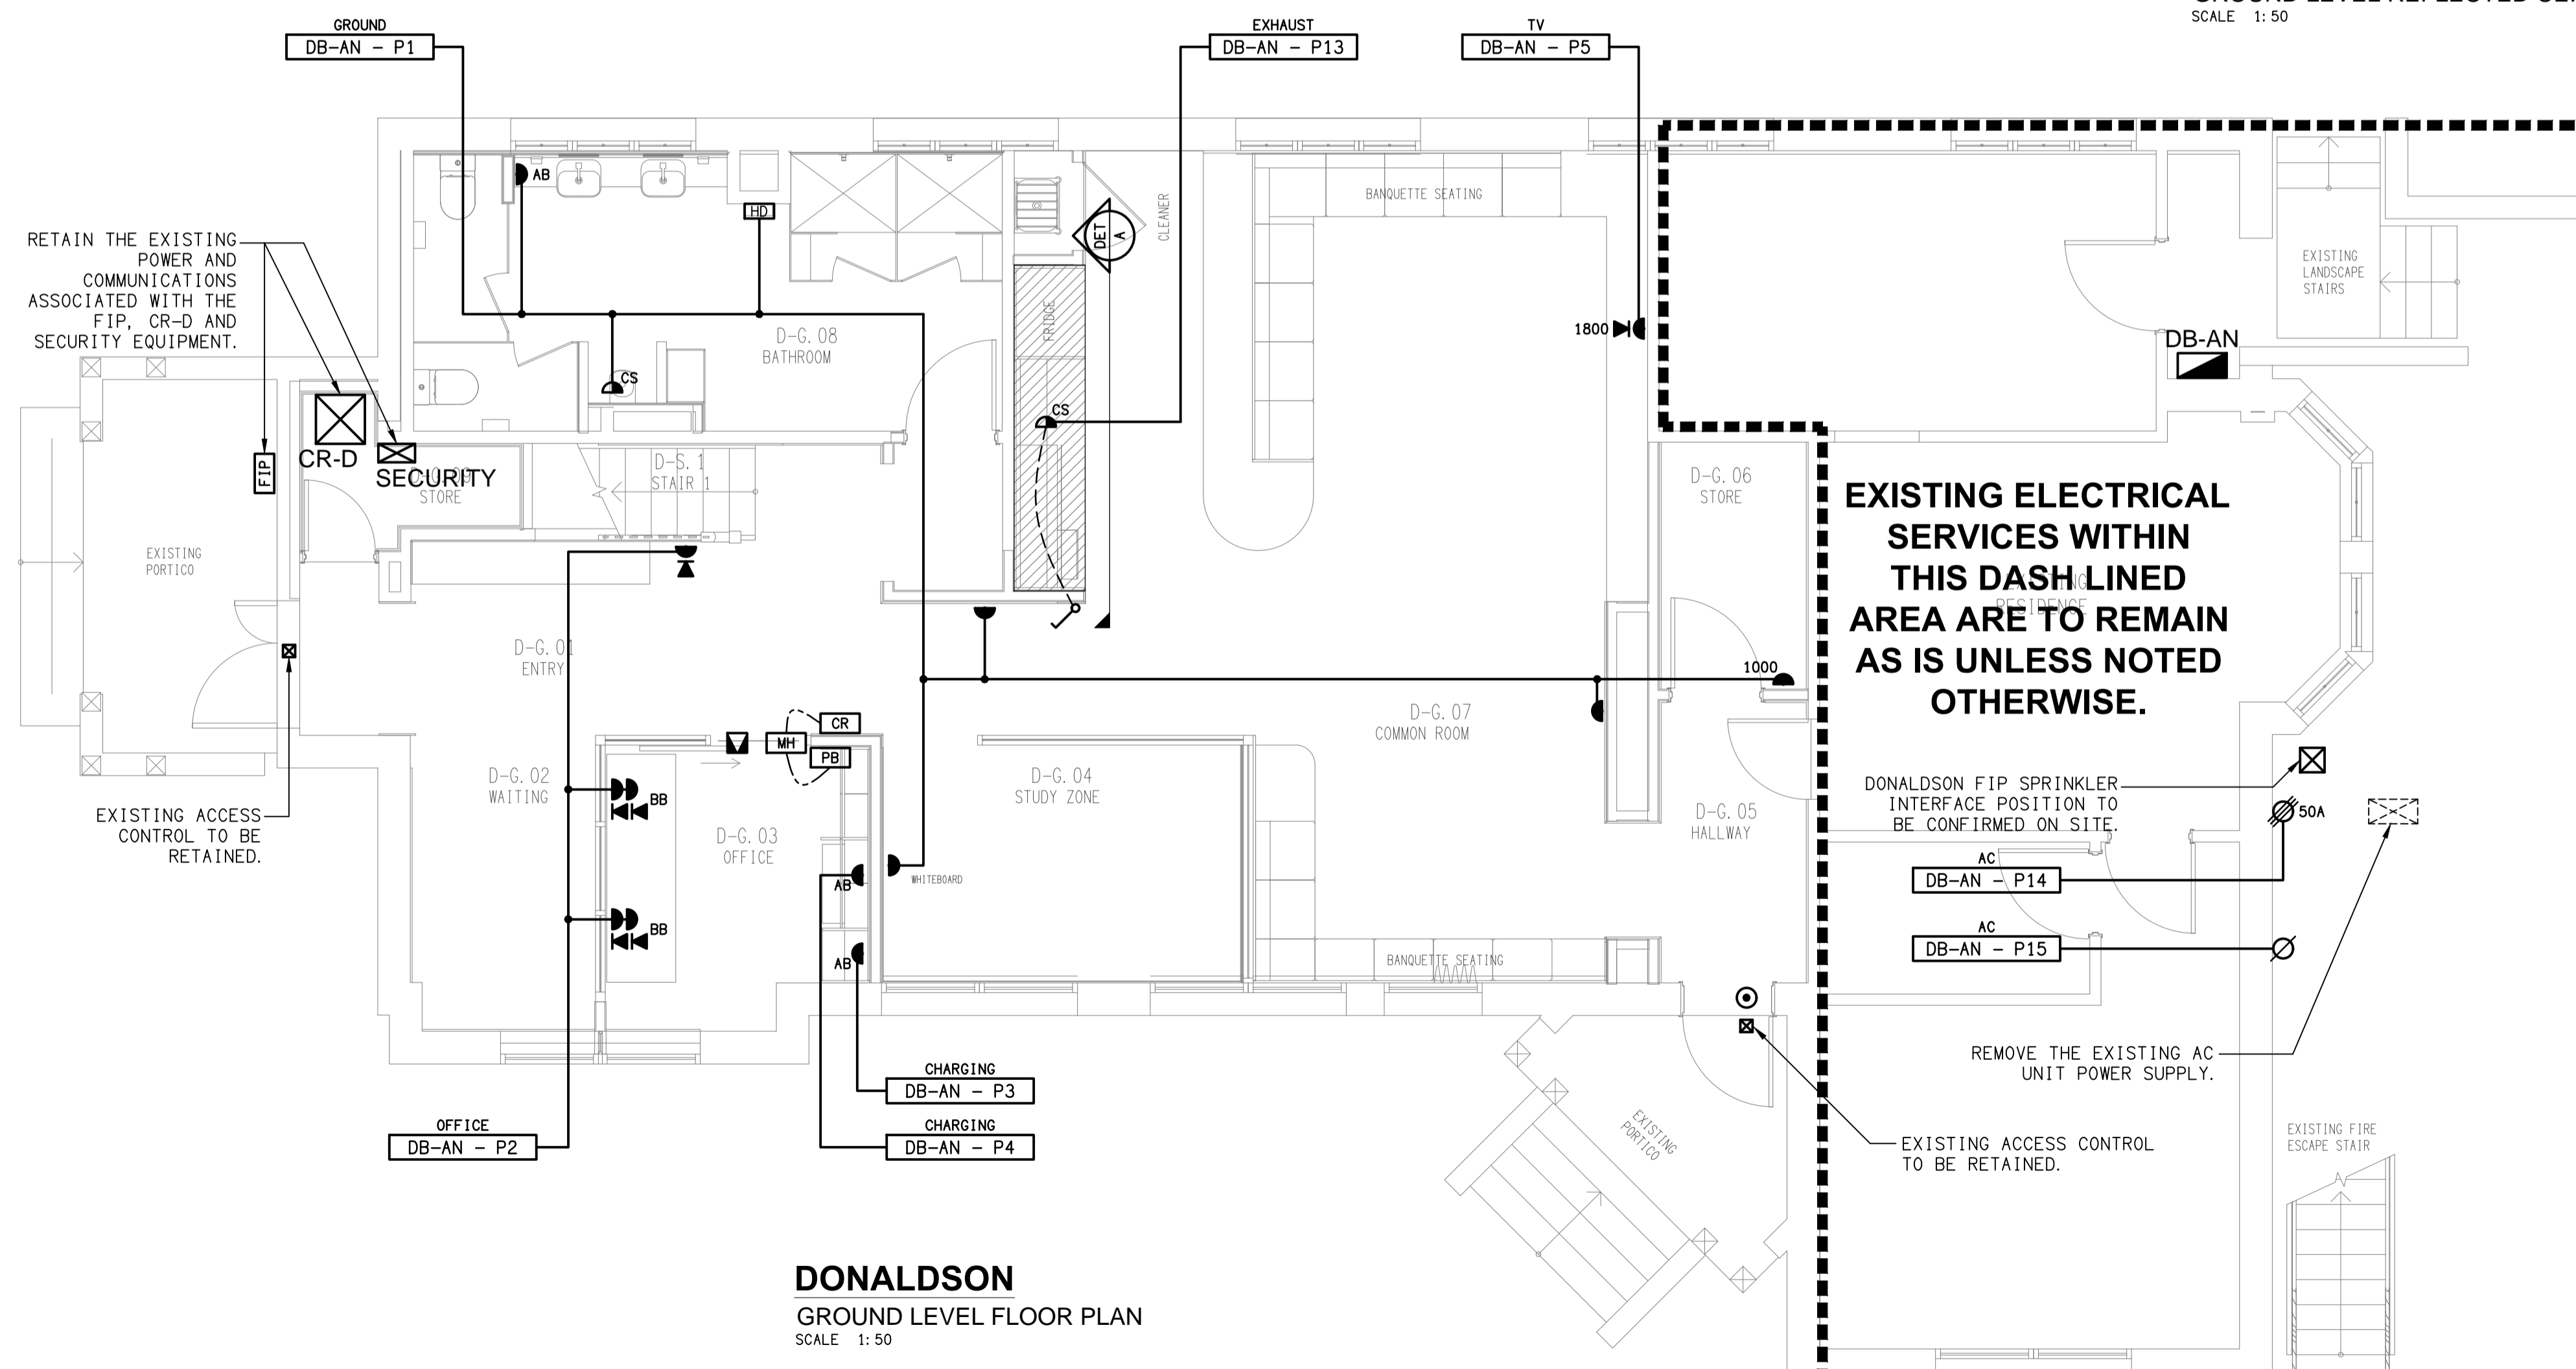 SCALE 1:50
GROUND
DB-AN - P1
EXHAUST
DB-AN - P13
TV
DB-AN - P5
RETAIN THE EXISTING
POWER AND
COMMUNICATIONS
ASSOCIATED WITH THE
FIP, CR-D AND
SECURITY EQUIPMENT.
AB
HD
D-G.08
BATHROOM
CS
DET
A
CLEANER
FRIDGE
CS
BANQUETTE SEATING
1800
EXISTING
LANDSCAPE
STAIRS
DB-AN
FIP
CR-D
SECURITY
STORE
D-S.1
STAIR 1
D-G.06
STORE
EXISTING
PORTICO
EXISTING ELECTRICAL
SERVICES WITHIN
THIS DASH LINED
AREA ARE TO REMAIN
AS IS UNLESS NOTED
OTHERWISE.
EXISTING
RESIDENCE
D-G.01
ENTRY
1000
D-G.07
COMMON ROOM
CR
MH
PB
D-G.02
WAITING
BB
BB
D-G.03
OFFICE
AB
AB
D-G.04
STUDY ZONE
WHITEBOARD
D-G.05
HALLWAY
BANQUETTE SEATING
EXISTING ACCESS
CONTROL TO BE
RETAINED.
DONALDSON FIP SPRINKLER
INTERFACE POSITION TO
BE CONFIRMED ON SITE.
50A
AC
DB-AN - P14
AC
DB-AN - P15
REMOVE THE EXISTING AC
UNIT POWER SUPPLY.
CHARGING
DB-AN - P3
CHARGING
DB-AN - P4
OFFICE
DB-AN - P2
EXISTING
PORTICO
EXISTING ACCESS CONTROL
TO BE RETAINED.
EXISTING FIRE
ESCAPE STAIR
DONALDSON
GROUND LEVEL FLOOR PLAN
SCALE 1:50